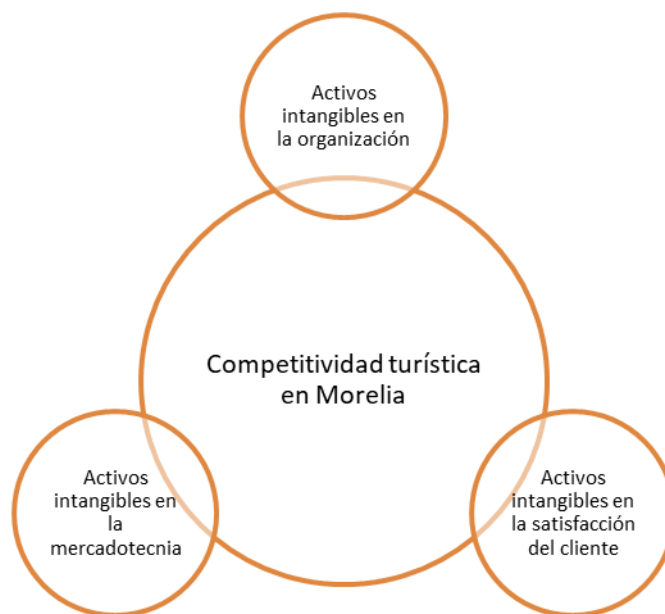 Activos
intangibles en
la organización
Competitividad turística
en Morelia
Activos
intangibles en
la
mercadotecnia
Activos
intangibles en
la satisfacción
del cliente